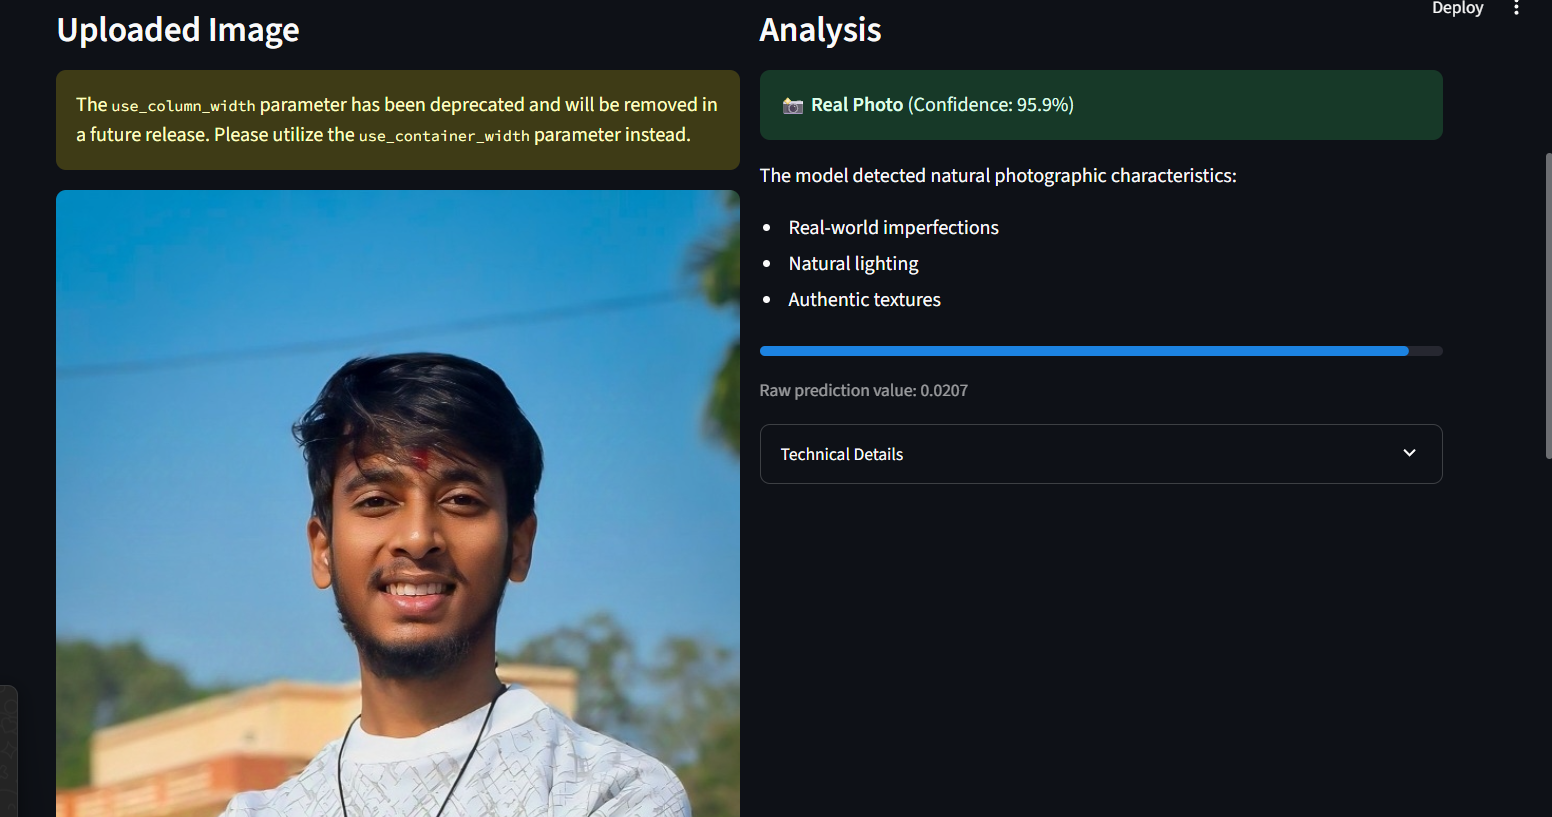 Deploy
Uploaded Image
The use_column_width parameter has been deprecated and will be removed in
a future release. Please utilize the use_container_width parameter instead.
Analysis
Real Photo (Confidence: 95.9%)
The model detected natural photographic characteristics:
Real-world imperfections
Natural lighting
Authentic textures
Raw prediction value: 0.0207
Technical Details